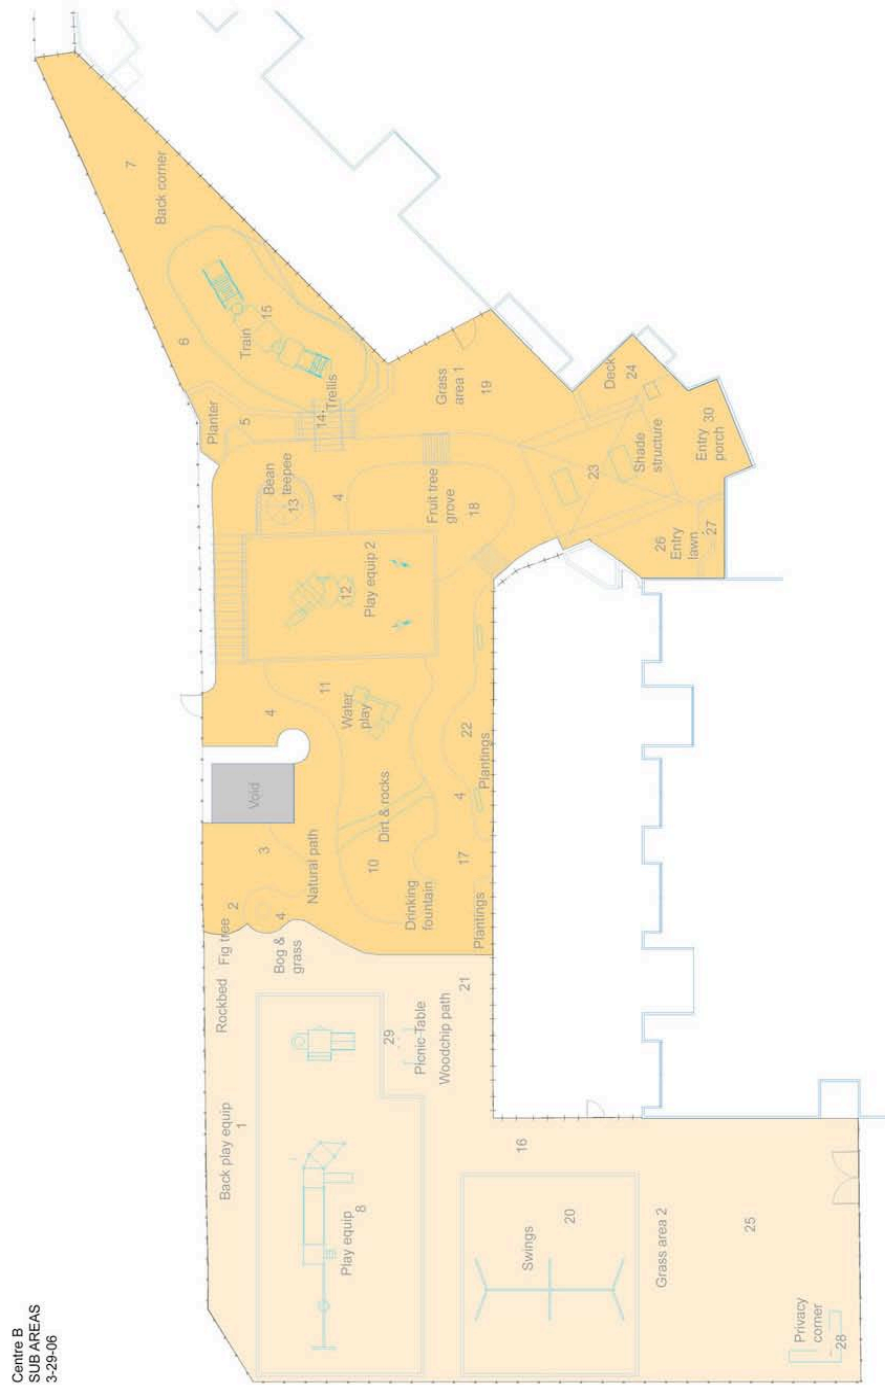 Centre B
SUB AREAS
3-29-06
Back play equip
1
Rockbed
Fig tree
2
Bog &
grass
4
3
Natural path
Void
4
Planter
5
6
Back corner
7
Play equip
8
Picnic Table
29
Woodchip path
21
Dirt & rocks
10
Drinking
fountain
Water
play
11
Play equip 2
12
Bean
teepee
13
4
Trellis
14
Train
15
16
Plantings
17
4
Plantings
22
Fruit tree
grove
18
Grass
area 1
19
Swings
20
Grass area 2
25
Privacy
corner
28
Shade
structure
23
Deck
24
26
Entry
lawn
27
Entry
porch
30